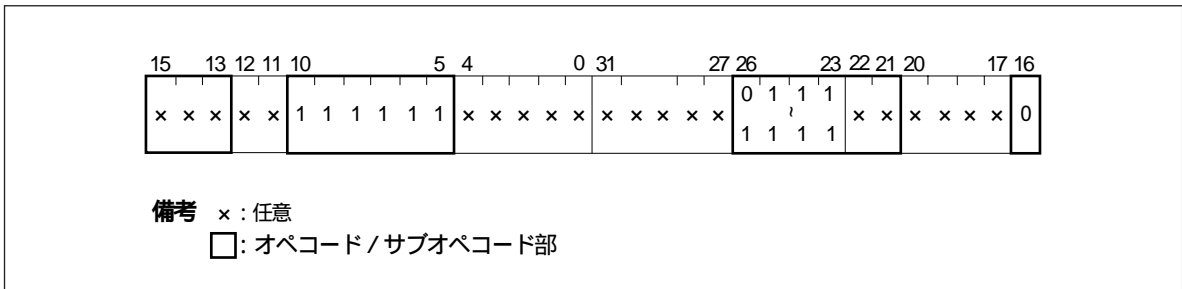 15 13 12 11 10 5 4 0 31 27 26 23 22 21 20 17 16
0 1 1 1
× × × × × 1 1 1 1 1 1 × × × × × × × × × × ~ × × × × × × 0
1 1 1 1
備考 ×:任意
□:オペコード/サブオペコード部